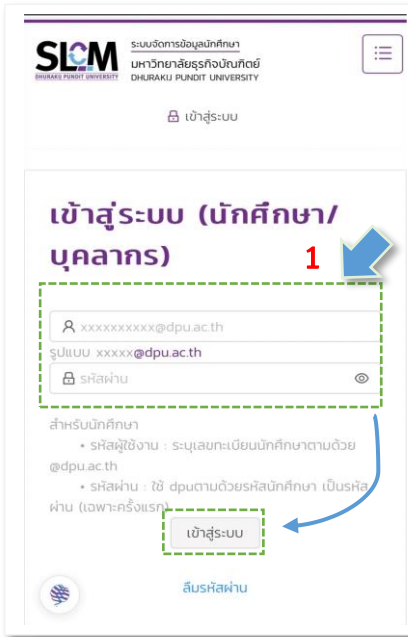 SLCM
DHURAKIJ PUNDIT UNIVERSITY
ระบบจัดการข้อมูลนักศึกษา
มหาวิทยาลัยธุรกิจบัณฑิตย์
DHURAKIJ PUNDIT UNIVERSITY
เข้าสู่ระบบ
เข้าสู่ระบบ (นักศึกษา/
บุคลากร)
1
xxxxxxxxxx@dpu.ac.th
รูปแบบ xxxxx@dpu.ac.th
รหัสผ่าน
สำหรับนักศึกษา
• รหัสผู้ใช้งาน : ระบุเลขทะเบียนนักศึกษาตามด้วย
@dpu.ac.th
• รหัสผ่าน : ใช้ dpuตามด้วยรหัสนักศึกษา เป็นรหัส
ผ่าน (เฉพาะครั้งแรก)
เข้าสู่ระบบ
ลืมรหัสผ่าน